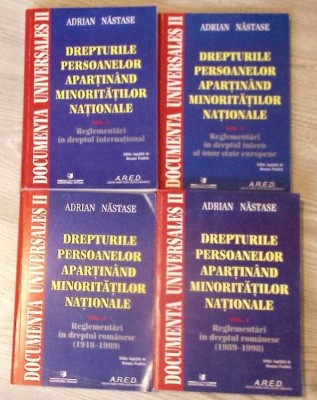 DOCUMENTA UNIVERSALES II
ADRIAN NĂSTASE
DREPTURILE
PERSOANELOR
APARȚINÂND
MINORITĂȚILOR
NAȚIONALE
Reglementări
în dreptul internațional
A.R.E.D.
DOCUMENTA UNIVERSALES II
ADRIAN NĂSTASE
DREPTURILE
PERSOANELOR
APARȚINÂND
MINORITĂȚILOR
NAȚIONALE
Reglementări
în dreptul intern
al unor state europene
A.R.E.D.
DOCUMENTA UNIVERSALES II
ADRIAN NĂSTASE
DREPTURILE
PERSOANELOR
APARȚINÂND
MINORITĂȚILOR
NAȚIONALE
Reglementări
în dreptul românesc
(1918-1989)
A.R.E.D.
DOCUMENTA UNIVERSALES II
ADRIAN NĂSTASE
DREPTURILE
PERSOANELOR
APARȚINÂND
MINORITĂȚILOR
NAȚIONALE
Reglementări
în dreptul românesc
(1989-1998)
A.R.E.D.